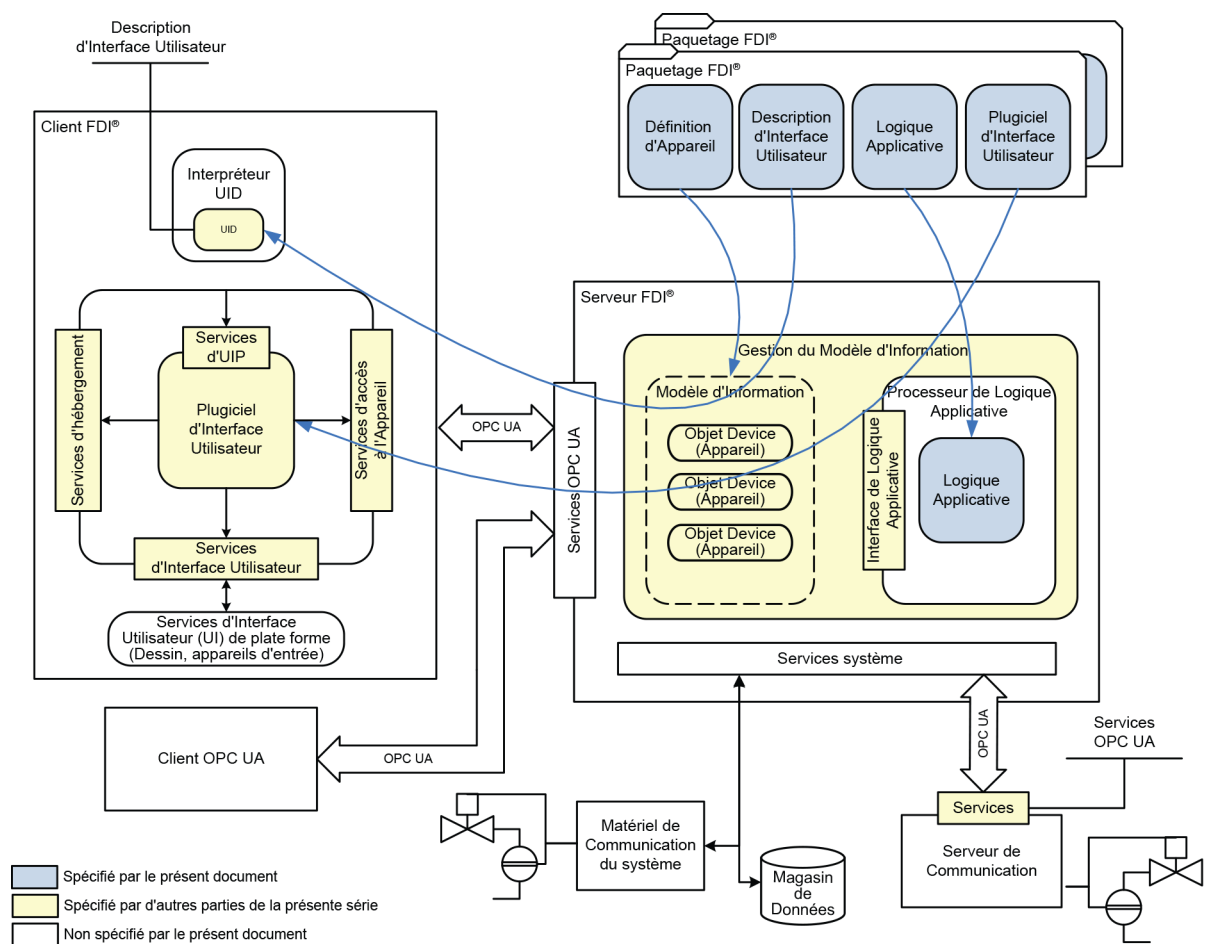 Description
d'Interface Utilisateur
Paquetage FDI®
Paquetage FDI®
Définition
d'Appareil
Description
d'Interface
Utilisateur
Logique
Applicative
Plugiciel
d'Interface
Utilisateur
Client FDI®
Interpréteur
UID
UID
Services
d'UIP
Services d'hébergement
Plugiciel
d'Interface
Utilisateur
Services d'accés
à l'Appareil
Services
d'Interface Utilisateur
Services d'Interface
Utilisateur (UI) de plate forme
(Dessin, appareils d'entrée)
OPC UA
Serveur FDI®
Services OPC UA
Gestion du Modèle d'Information
Modèle d'Information
Objet Device
(Appareil)
Objet Device
(Appareil)
Objet Device
(Appareil)
Processeur de Logique
Applicative
Interface de Logique
Applicative
Logique
Applicative
Services système
Client OPC UA
OPC UA
OPC UA
Services
OPC UA
Services
Serveur de
Communication
Matériel de
Communication
du système
Magasin
de
Données
Spécifié par le présent document
Spécifié par d'autres parties de la présente série
Non spécifié par le présent document